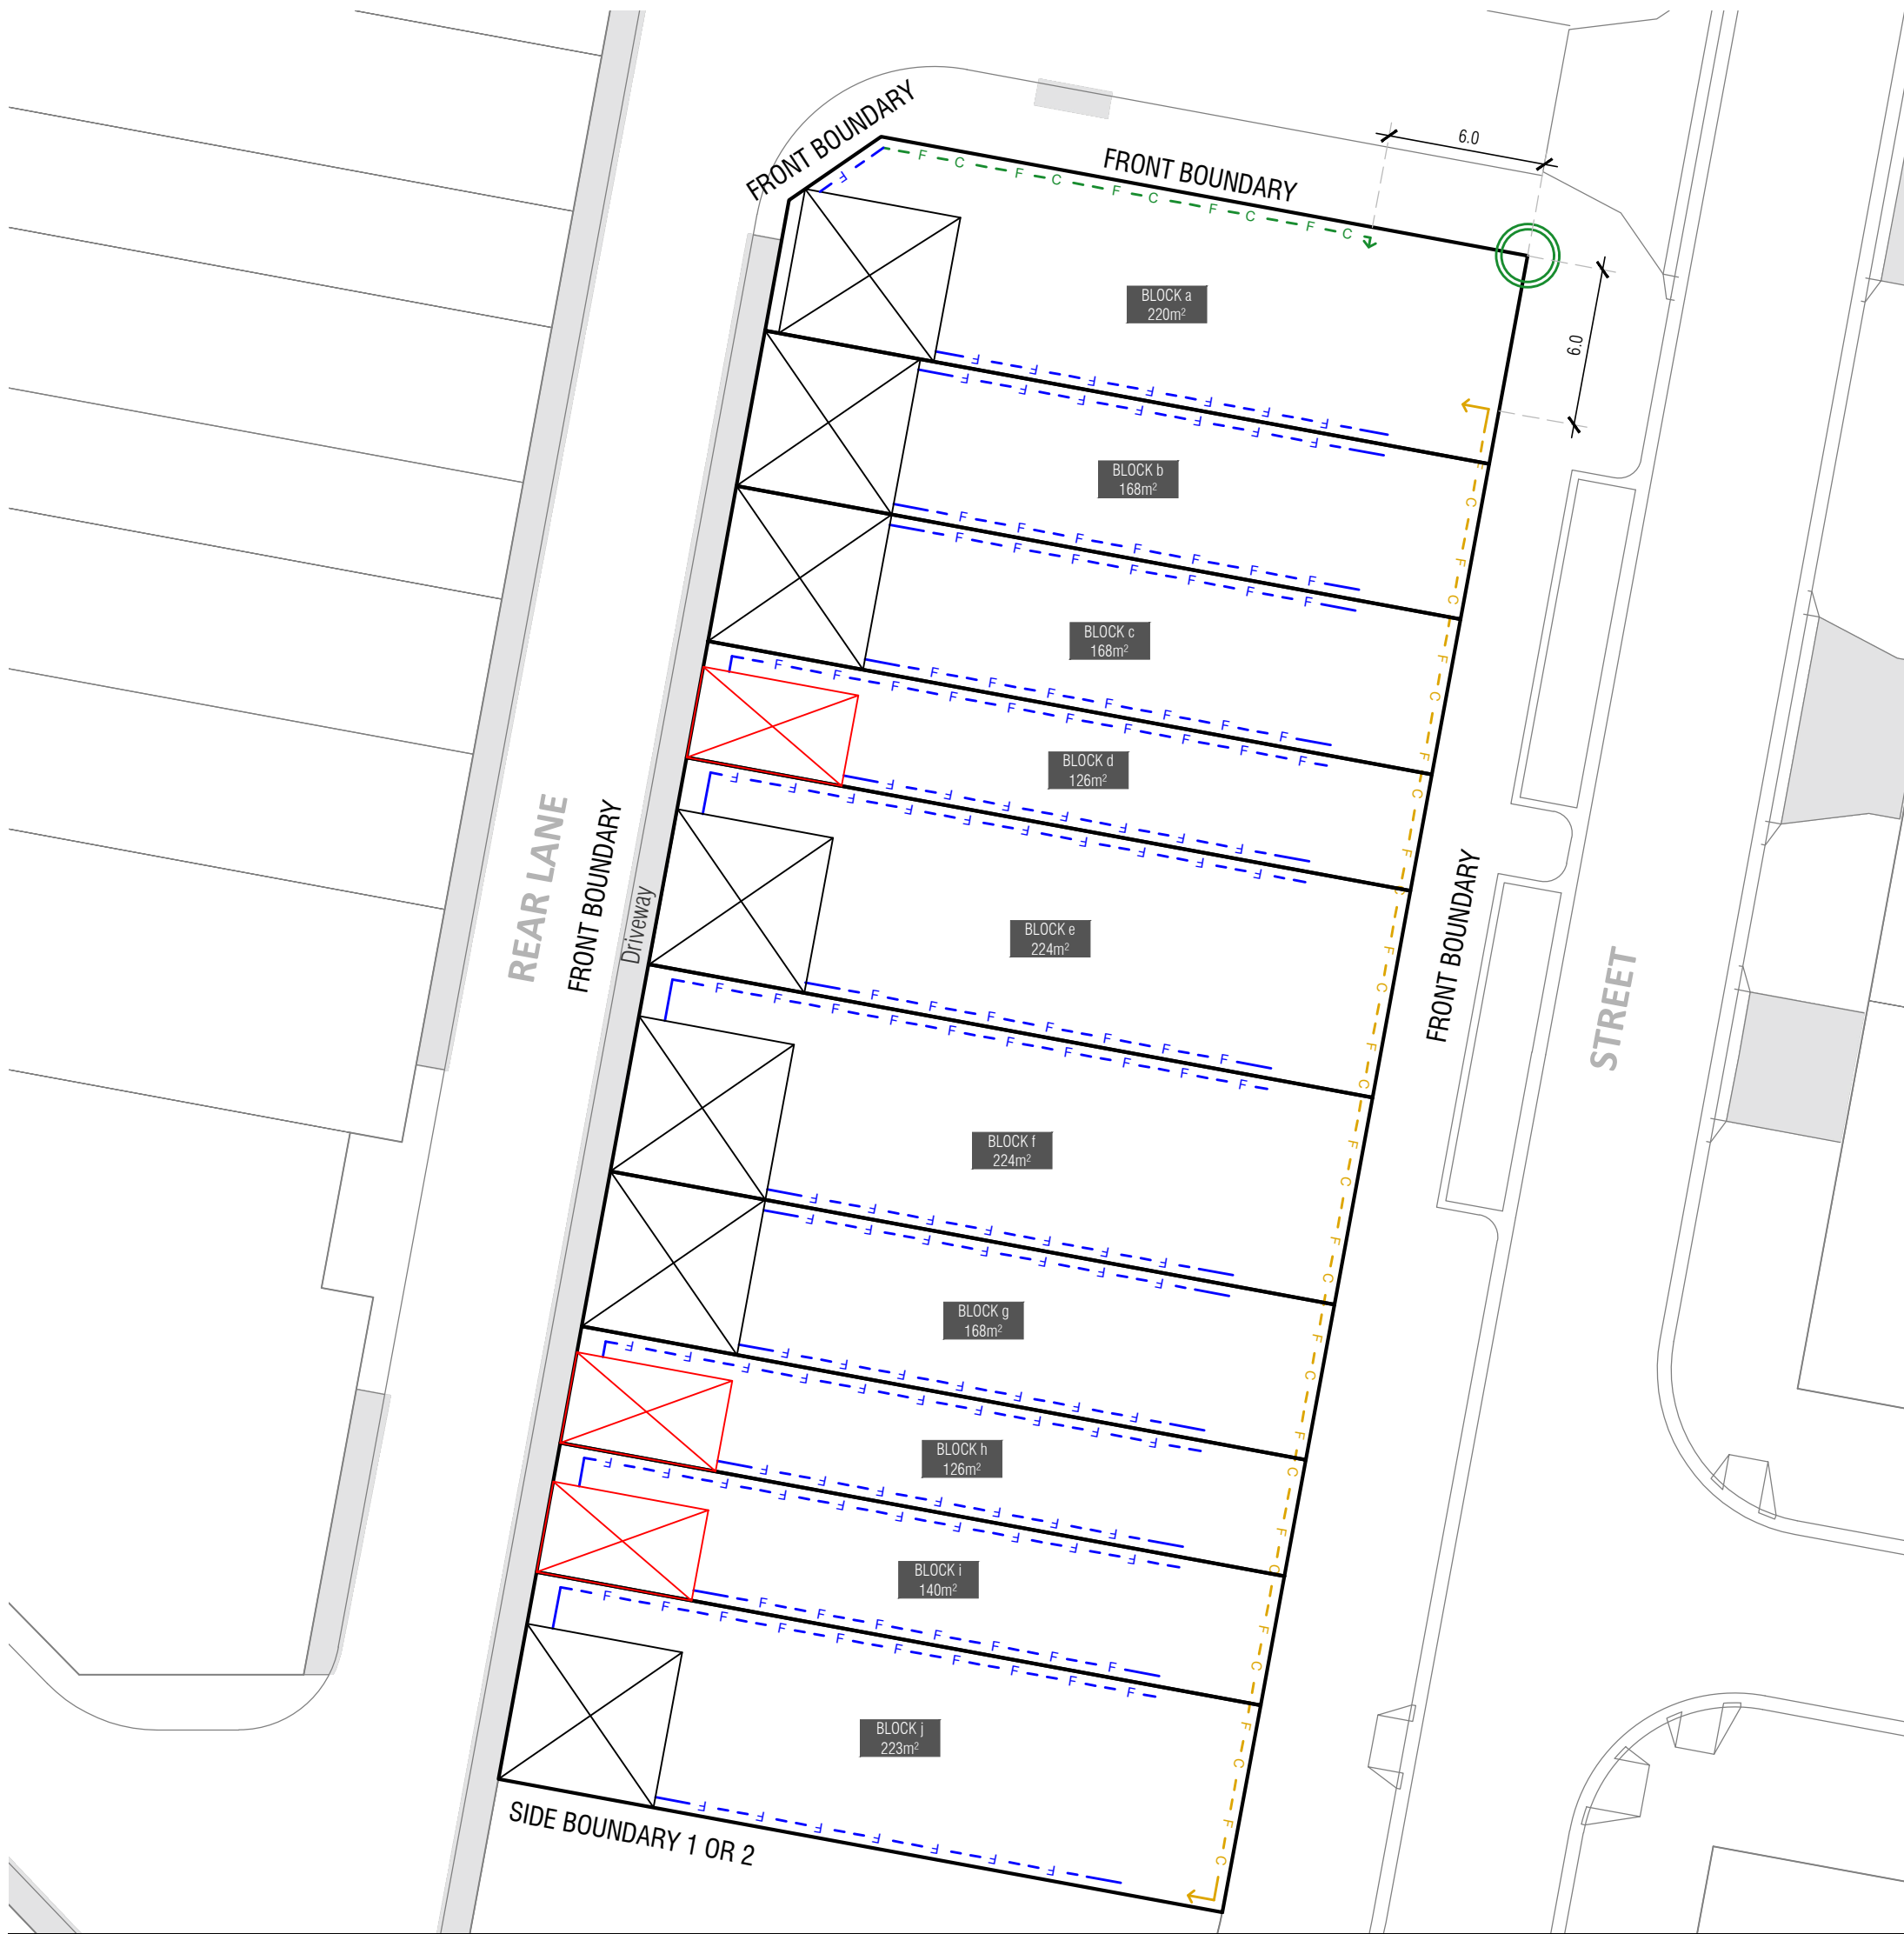 FRONT BOUNDARY
FRONT BOUNDARY
6.0
6.0
BLOCK a
220m²
BLOCK b
168m²
BLOCK c
168m²
BLOCK d
126m²
REAR LANE
FRONT BOUNDARY
Driveway
BLOCK e
224m²
FRONT BOUNDARY
STREET
BLOCK f
224m²
BLOCK g
168m²
BLOCK h
126m²
BLOCK i
140m²
BLOCK j
223m²
SIDE BOUNDARY 1 OR 2